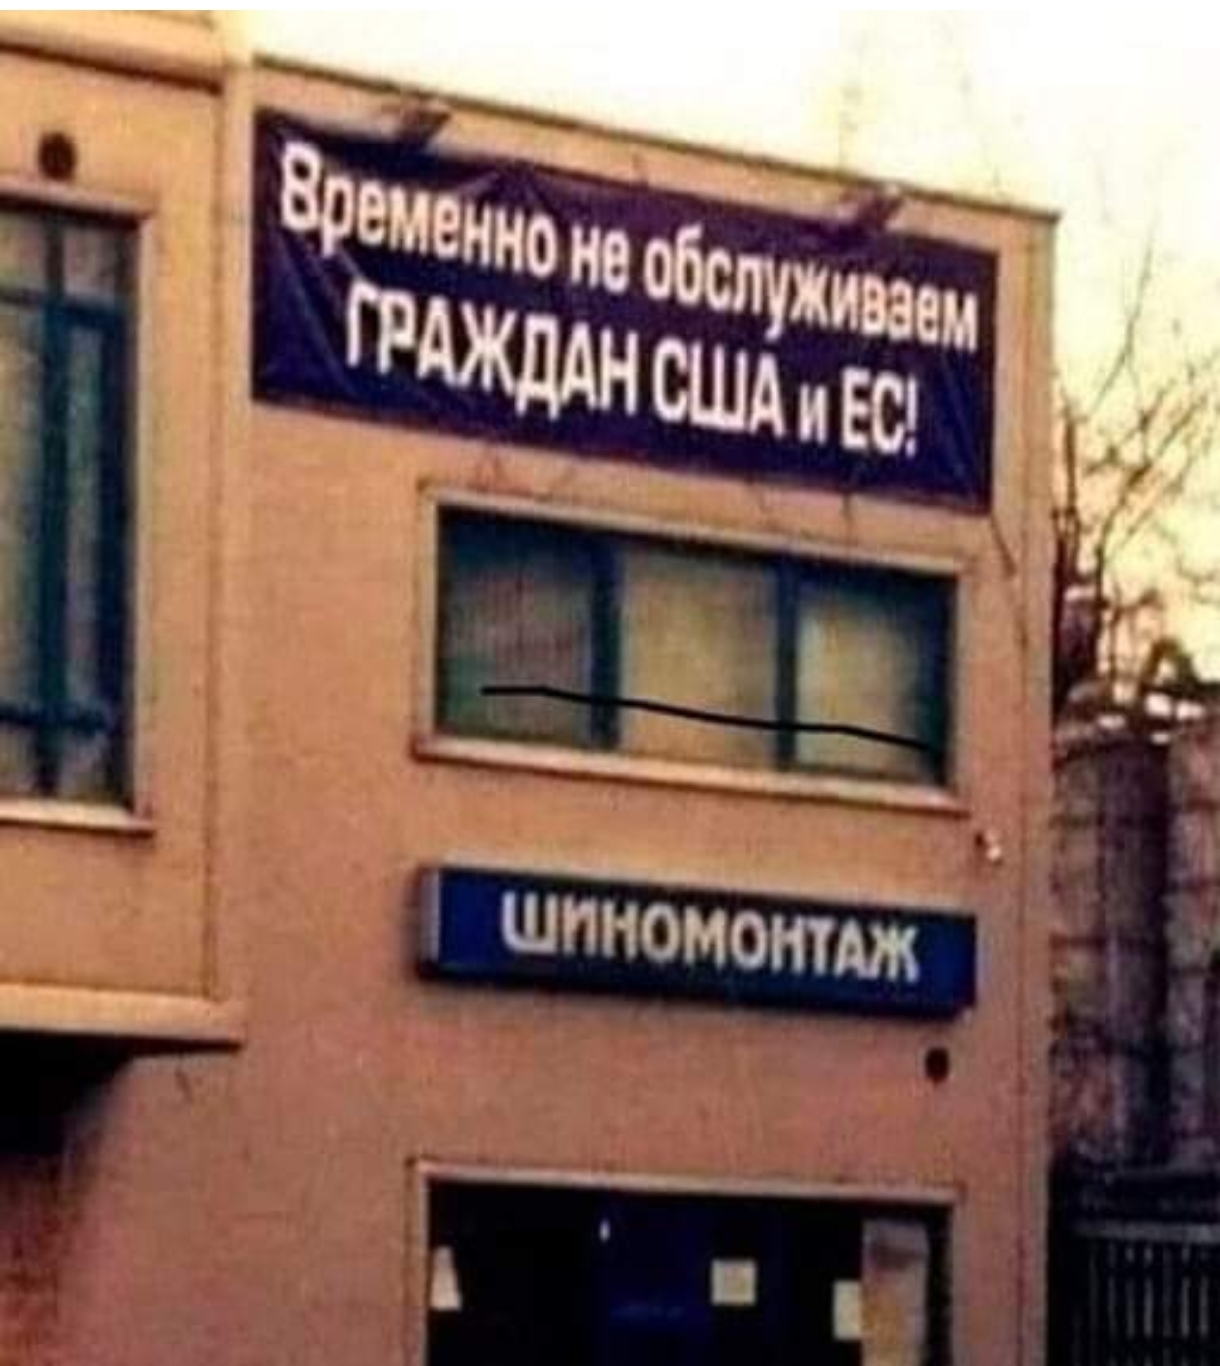 Временно не обслуживаем
ГРАЖДАН США и ЕС!
ШИНОМОНТАЖ